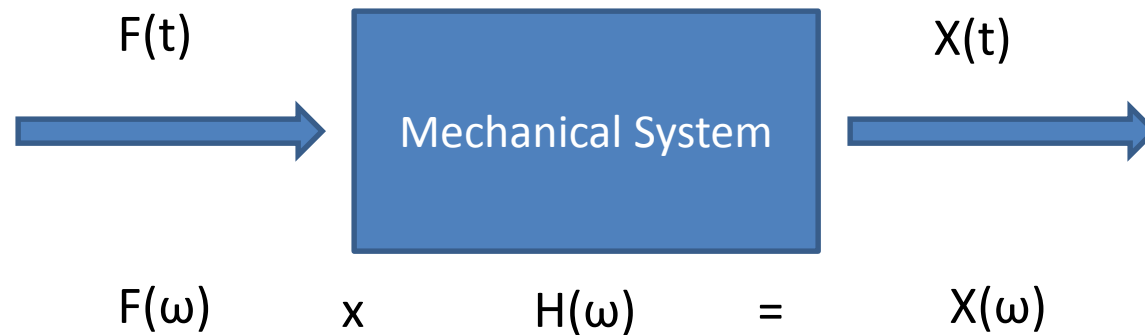 F(t) X(t)
Mechanical System
F(ω) x H(ω) = X(ω)